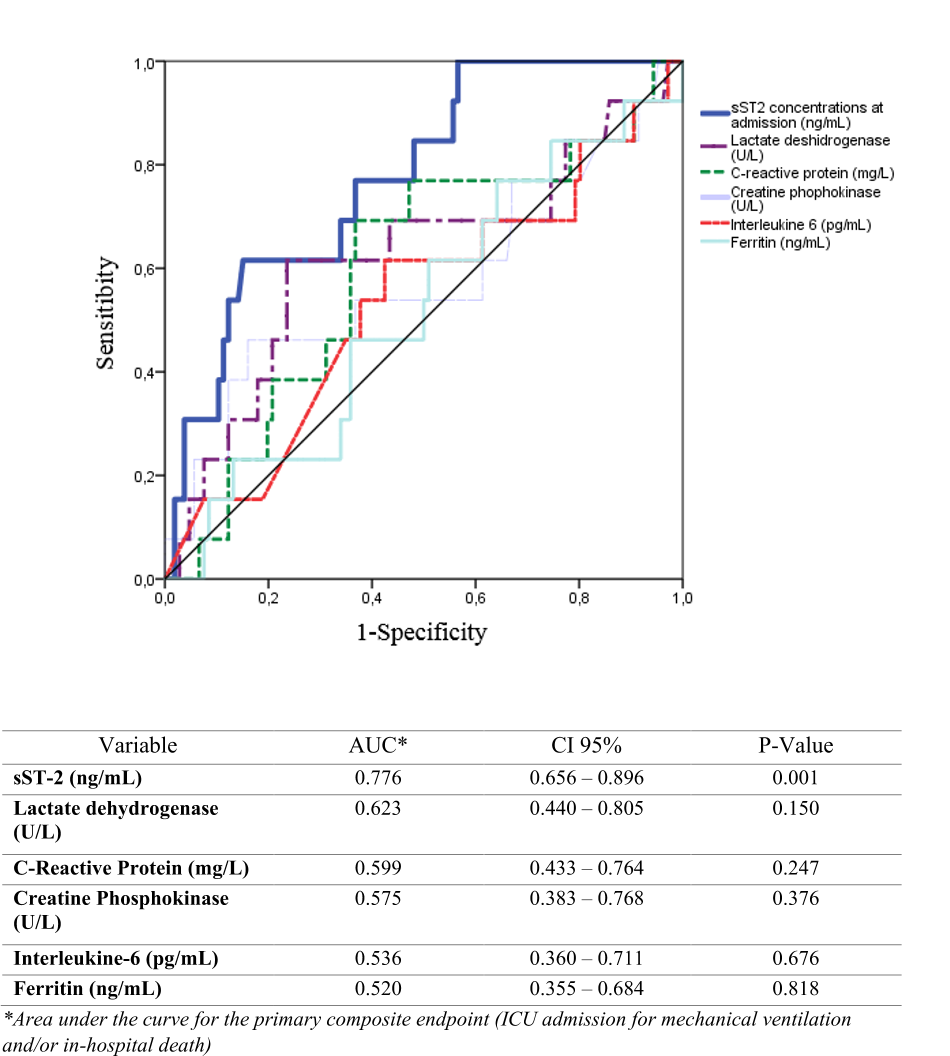 1,0
0,8
0,6
0,4
0,2
0,0
Sensitibity
0,0 0,2 0,4 0,6 0,8 1,0
1-Specificity
sST2 concentrations at
admission (ng/mL)
Lactate deshidrogenase
(U/L)
C-reactive protein (mg/L)
Creatine phophokinase
(U/L)
Interleukine 6 (pg/mL)
Ferritin (ng/mL)
Variable AUC* CI 95% P-Value
sST-2 (ng/mL) 0.776 0.656 – 0.896 0.001
Lactate dehydrogenase 0.623 0.440 – 0.805 0.150
(U/L)
C-Reactive Protein (mg/L) 0.599 0.433 – 0.764 0.247
Creatine Phosphokinase 0.575 0.383 – 0.768 0.376
(U/L)
Interleukine-6 (pg/mL) 0.536 0.360 – 0.711 0.676
Ferritin (ng/mL) 0.520 0.355 – 0.684 0.818
*Area under the curve for the primary composite endpoint (ICU admission for mechanical ventilation
and/or in-hospital death)